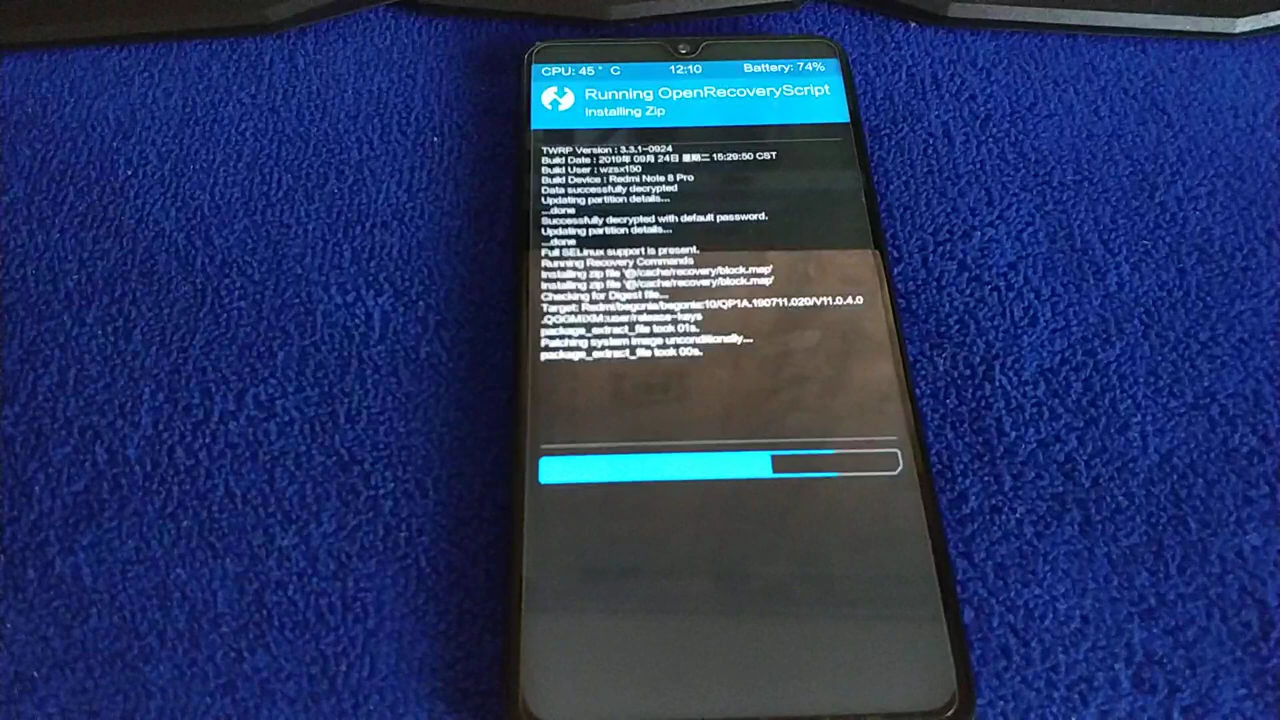 CPU: 45 ° C 12:10 Battery: 74%
Running OpenRecoveryScript
Installing Zip
TWRP Version : 3.3.1-0924
Build Date : 2019年 09月 24日 星期二 15:29:50 CST
Build User : wzsx150
Build Device : Redmi Note 8 Pro
Data successfully decrypted
Updating partition details...
...done
Successfully decrypted with default password.
Updating partition details...
...done
Full SELinux support is present.
Running Recovery Commands
Installing zip file '@/cache/recovery/block.map'
Installing zip file '@/cache/recovery/block.map'
Checking for Digest file...
Target: Redmi/begonia/begonia:10/QP1A.190711.020/V11.0.4.0
.QGGMIXM:user/release-keys
package_extract_file took 01s.
Patching system image unconditionally...
package_extract_file took 00s.